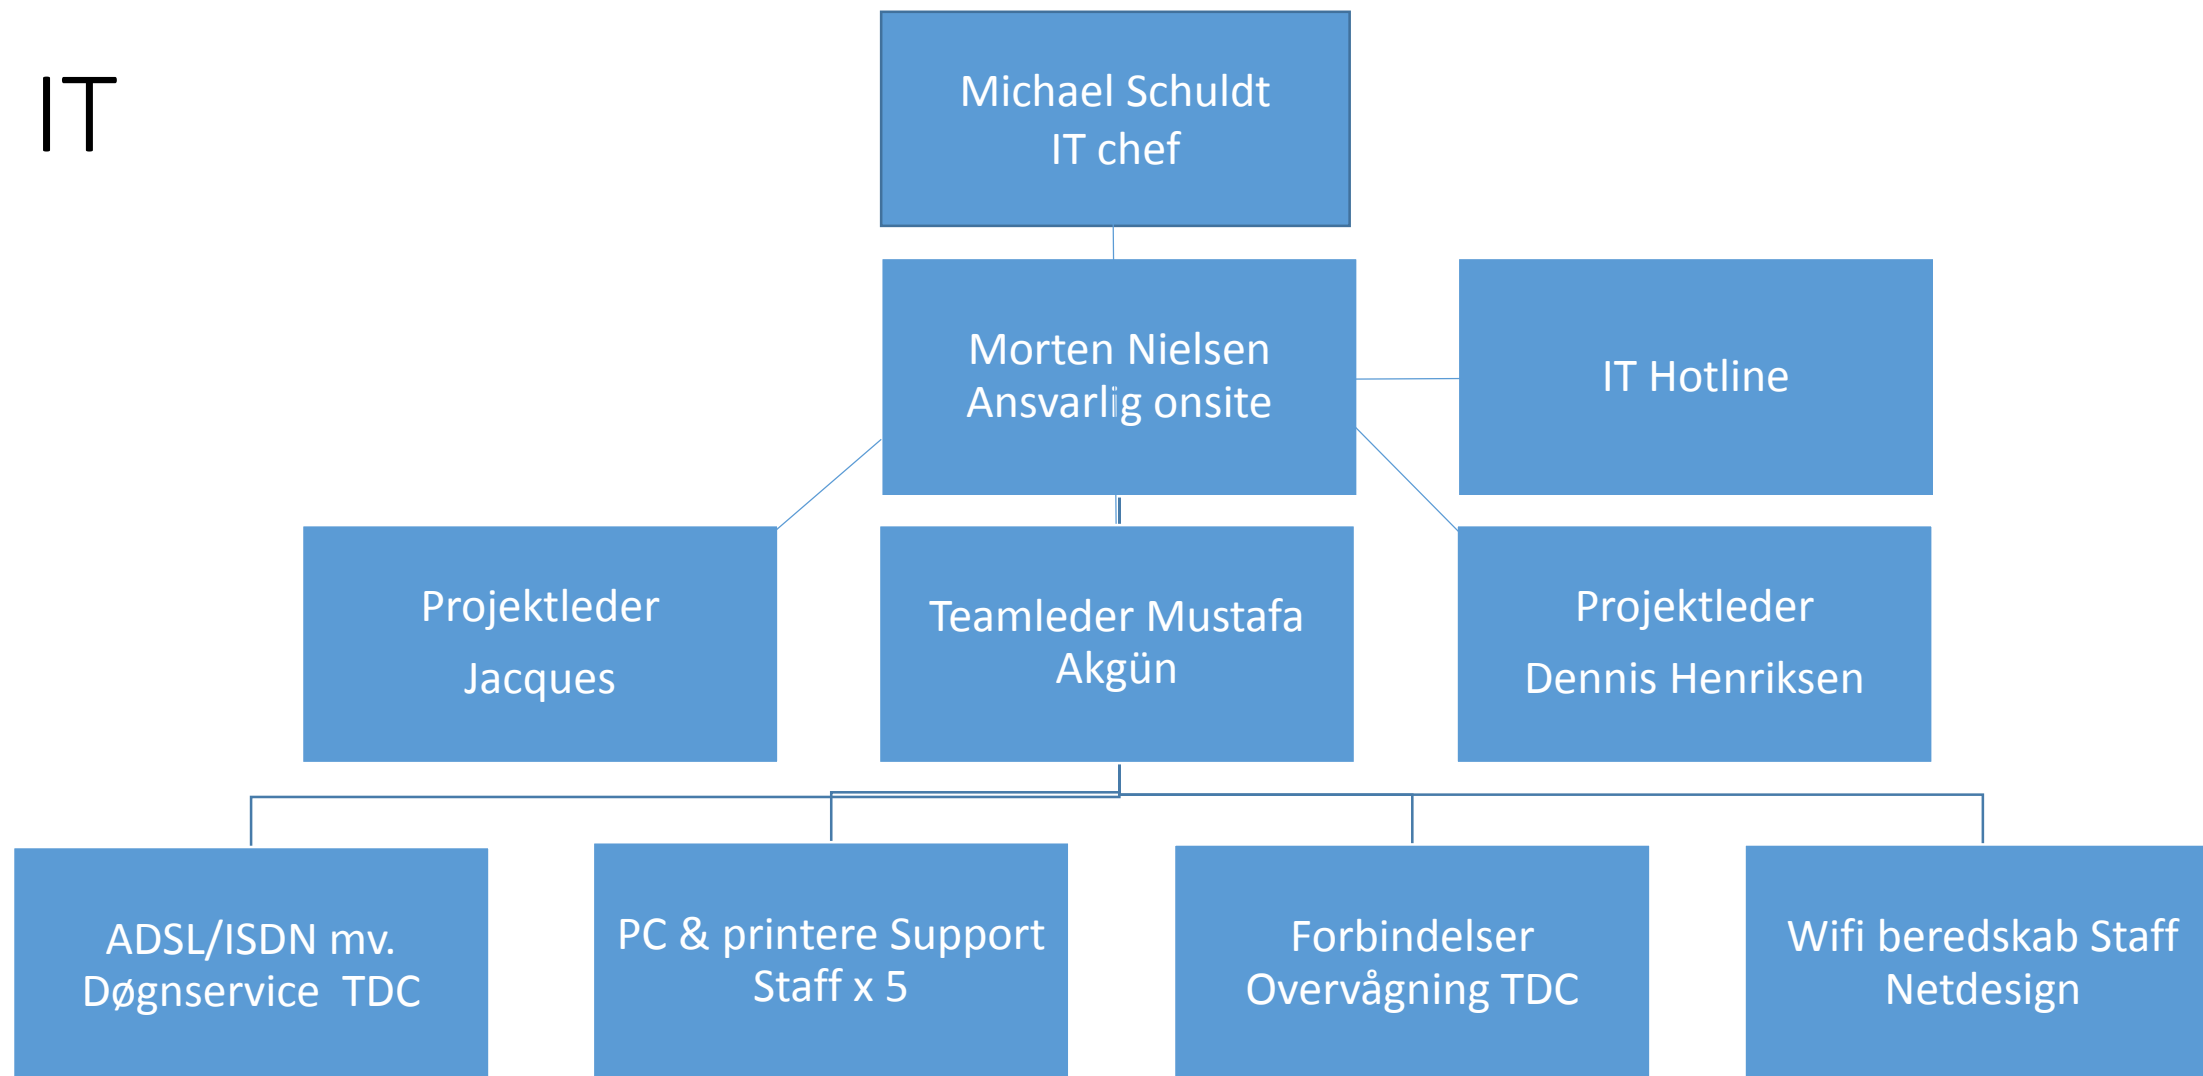 IT
Michael Schuldt
IT chef
Morten Nielsen
Ansvarlig onsite
IT Hotline
Projektleder
Jacques
Teamleder Mustafa
Akgün
Projektleder
Dennis Henriksen
ADSL/ISDN mv.
Døgnservice  TDC
PC & printere Support
Staff x 5
Forbindelser
Overvågning TDC
Wifi beredskab Staff
Netdesign